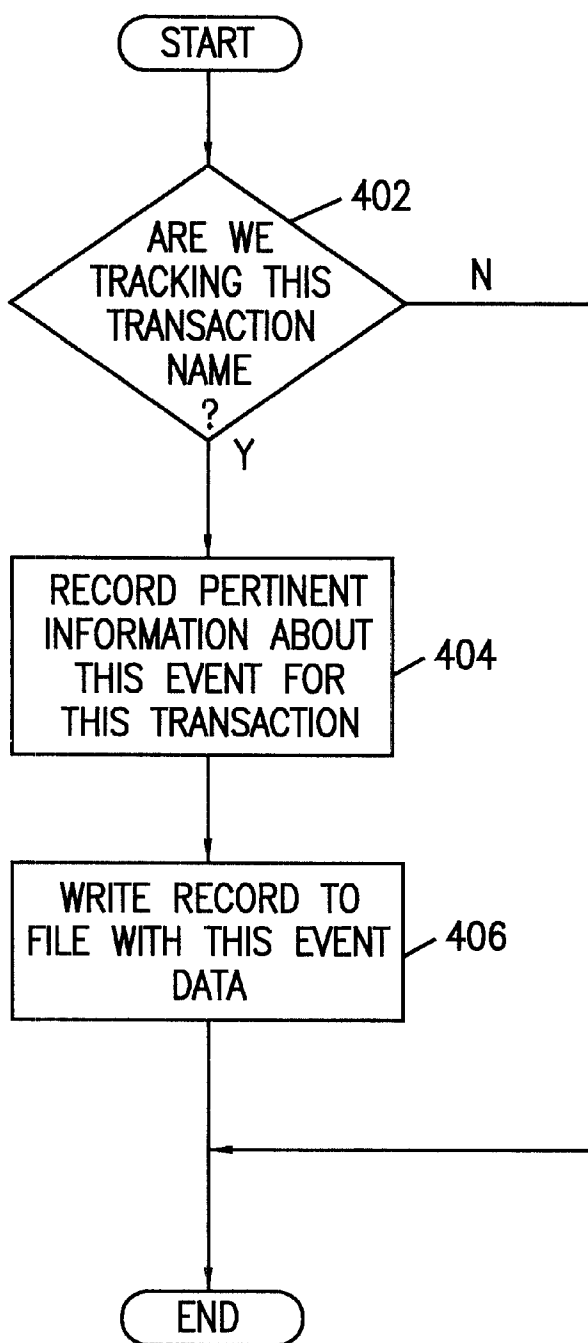 START
402
ARE WE
TRACKING THIS
TRANSACTION
NAME
?
N
Y
RECORD PERTINENT
INFORMATION ABOUT
THIS EVENT FOR
THIS TRANSACTION
404
WRITE RECORD TO
FILE WITH THIS EVENT
DATA
406
END